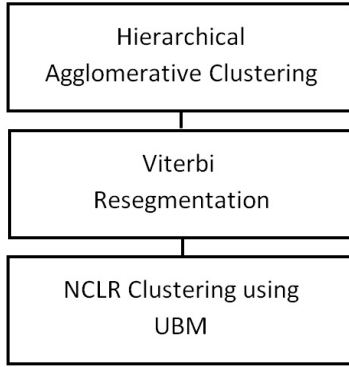 Hierarchical
Agglomerative Clustering
Viterbi
Resegmentation
NCLR Clustering using
UBM